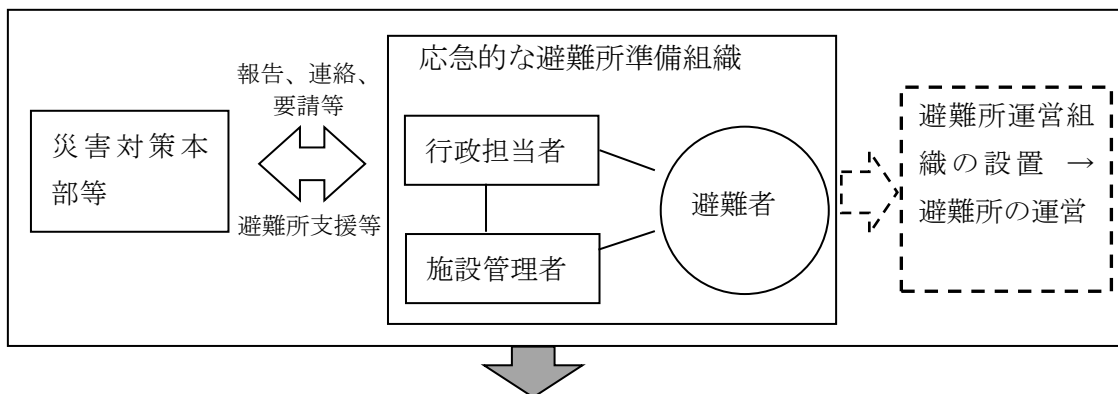 応急的な避難所準備組織
報告、連絡、
要請等
災害対策本
部等
避難所支援等
行政担当者
施設管理者
避難者
避難所運営組
織の設置 →
避難所の運営